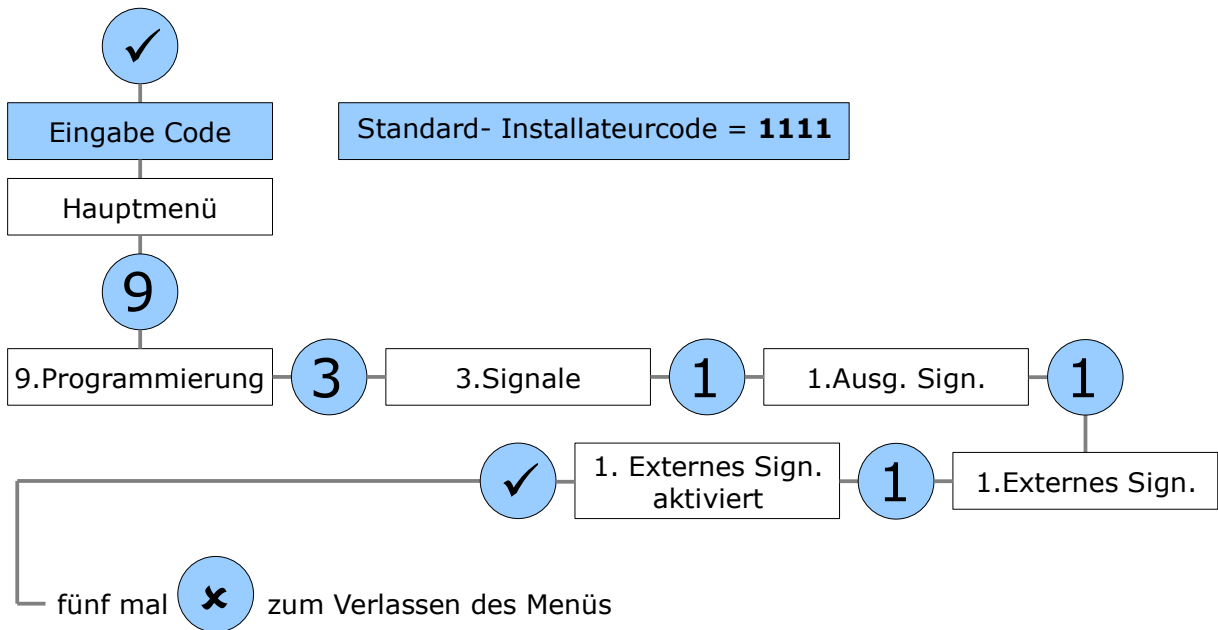 ✓
Eingabe Code
Standard- Installateurcode = 1111
Hauptmenü
9
9.Programmierung
3
3.Signale
1
1.Ausg. Sign.
1
1.Externes Sign.
1
1. Externes Sign.
aktiviert
✓
fünf mal ✘ zum Verlassen des Menüs